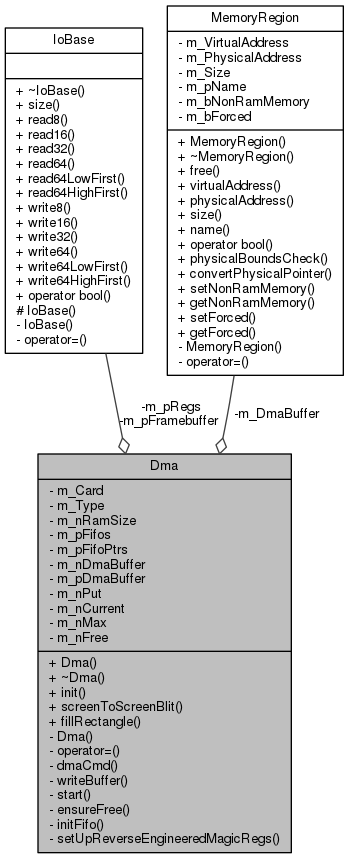 IoBase
+ ~IoBase()
+ size()
+ read8()
+ read16()
+ read32()
+ read64()
+ read64LowFirst()
+ read64HighFirst()
+ write8()
+ write16()
+ write32()
+ write64()
+ write64LowFirst()
+ write64HighFirst()
+ operator bool()
# IoBase()
- IoBase()
- operator=()
MemoryRegion
- m_VirtualAddress
- m_PhysicalAddress
- m_Size
- m_pName
- m_bNonRamMemory
- m_bForced
+ MemoryRegion()
+ ~MemoryRegion()
+ free()
+ virtualAddress()
+ physicalAddress()
+ size()
+ name()
+ operator bool()
+ physicalBoundsCheck()
+ convertPhysicalPointer()
+ setNonRamMemory()
+ getNonRamMemory()
+ setForced()
+ getForced()
- MemoryRegion()
- operator=()
-m_pRegs
-m_pFramebuffer
-m_DmaBuffer
Dma
- m_Card
- m_Type
- m_nRamSize
- m_pFifos
- m_pFifoPtrs
- m_nDmaBuffer
- m_pDmaBuffer
- m_nPut
- m_nCurrent
- m_nMax
- m_nFree
+ Dma()
+ ~Dma()
+ init()
+ screenToScreenBlit()
+ fillRectangle()
- Dma()
- operator=()
- dmaCmd()
- writeBuffer()
- start()
- ensureFree()
- initFifo()
- setUpReverseEngineeredMagicRegs()